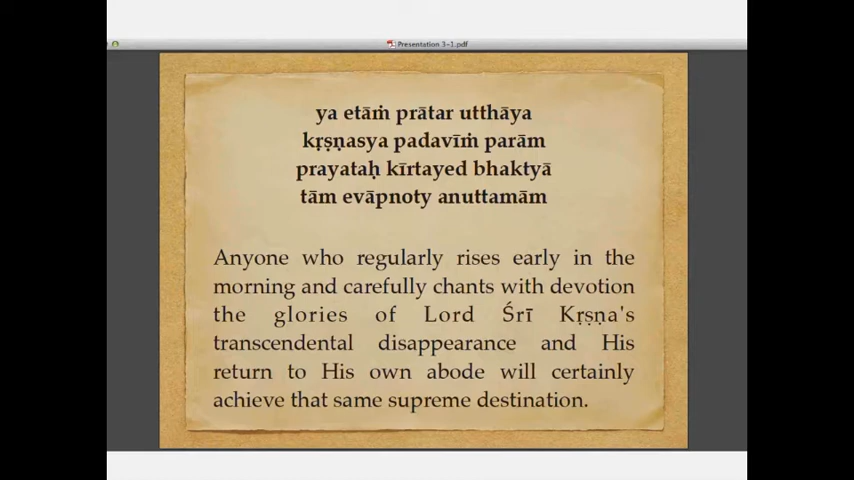 Presentation 3-1.pdf
ya etāṁ prātar utthāya
kṛṣṇasya padavīṁ parām
prayataḥ kīrtayed bhaktyā
tām evāpnoty anuttamām
Anyone who regularly rises early in the
morning and carefully chants with devotion
the glories of Lord Śrī Kṛṣṇa's
transcendental disappearance and His
return to His own abode will certainly
achieve that same supreme destination.